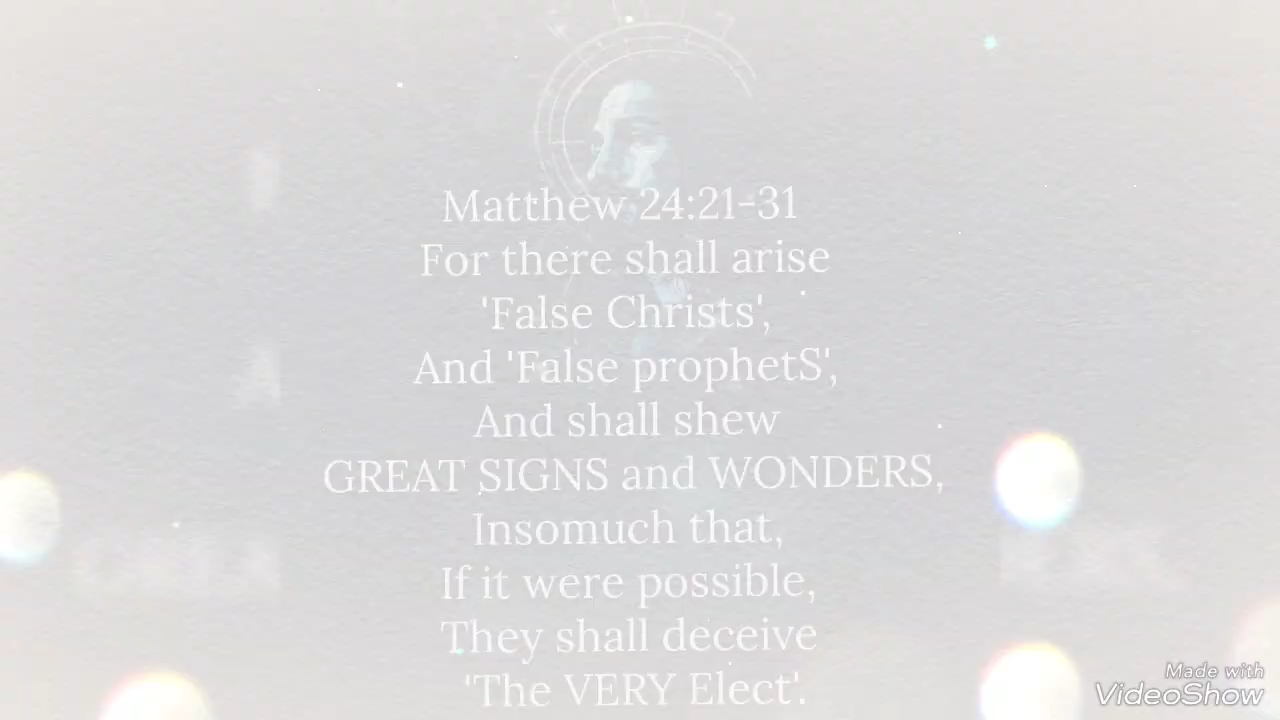 Matthew 24:21-31
For there shall arise
'False Christs',
And 'False prophetS',
And shall shew
GREAT SIGNS and WONDERS,
Insomuch that,
If it were possible,
They shall deceive
'The VERY Elect'.
Made with
VideoShow